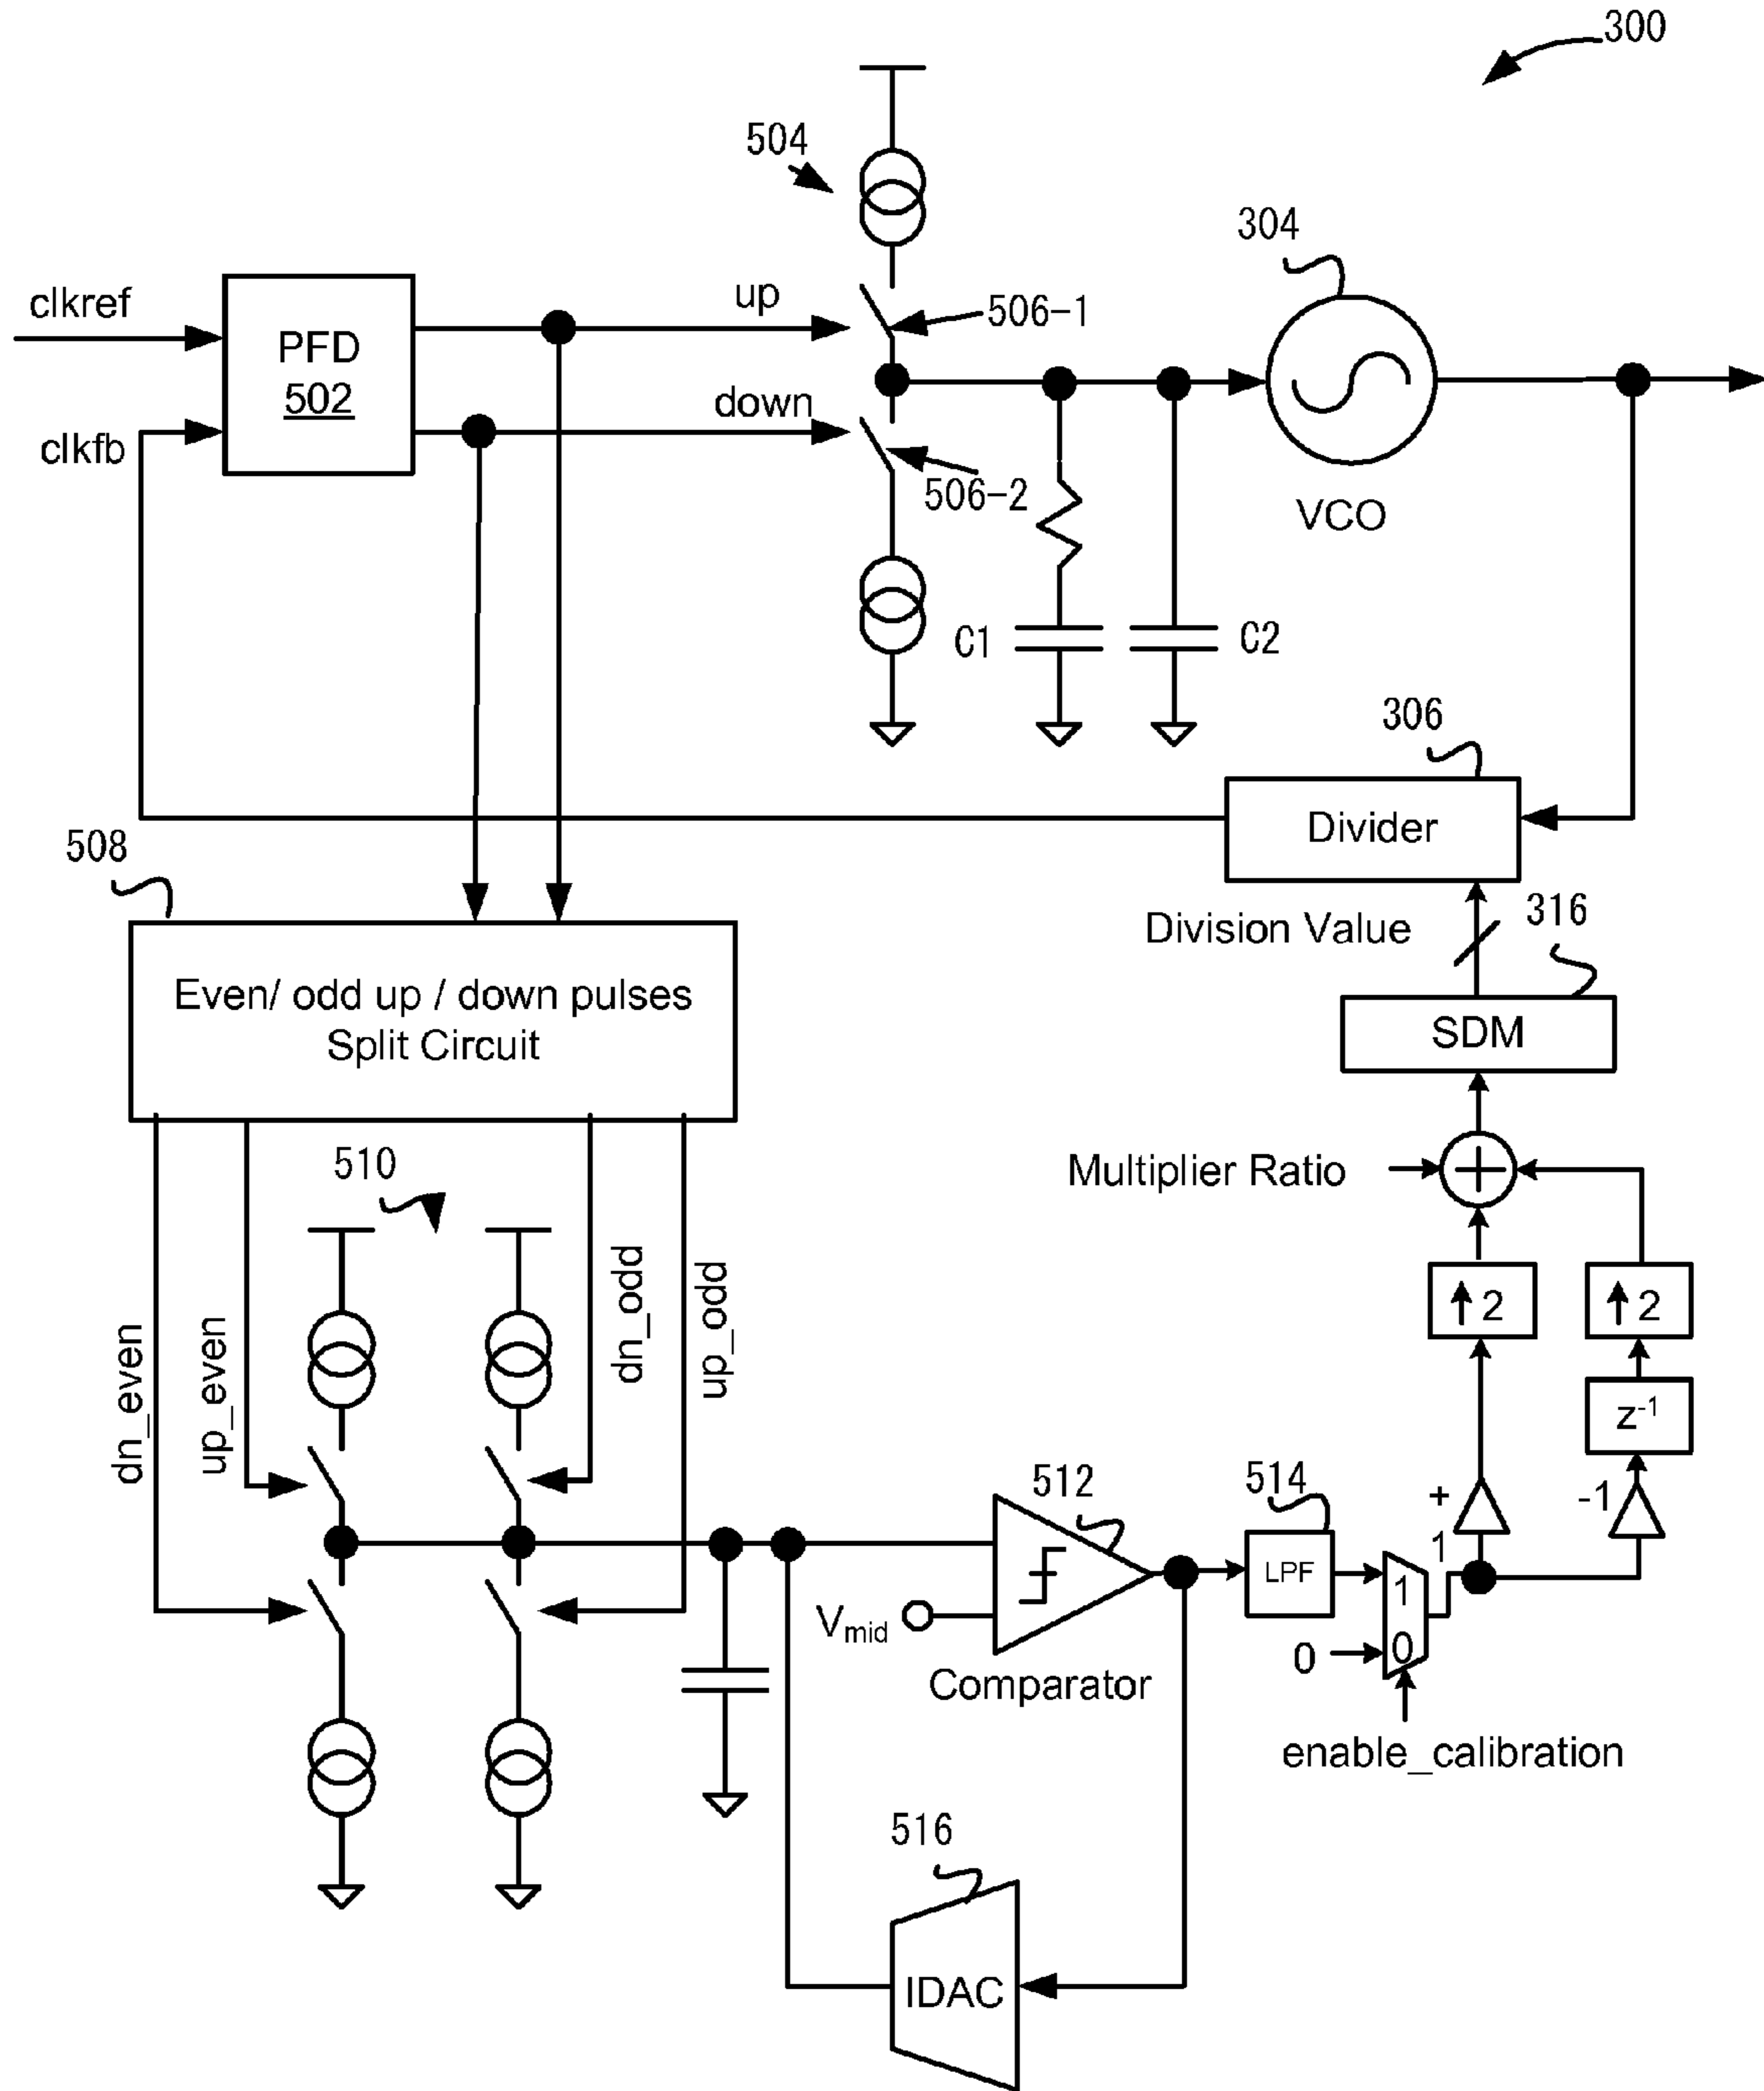 300
504
304
clkref
up
506-1
PFD
502
down
clkfb
506-2
VCO
C1
C2
306
508
Divider
Division Value
316
Even/ odd up / down pulses
Split Circuit
SDM
510
Multiplier Ratio
dn_even
up_even
dn_odd
up_odd
↑ 2
↑ 2
z-1
512
514
+
1
-1
LPF
1
Vmid
0
0
Comparator
enable_calibration
516
IDAC